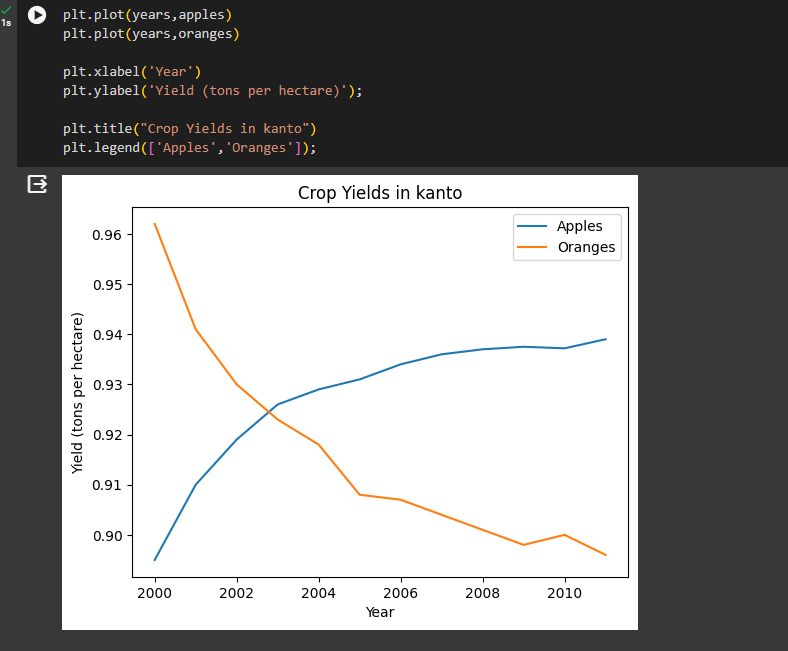 1s
plt.plot(years,apples)
plt.plot(years,oranges)
plt.xlabel('Year')
plt.ylabel('Yield (tons per hectare)');
plt.title("Crop Yields in kanto")
plt.legend(['Apples','Oranges']);
Crop Yields in kanto
Apples
Oranges
0.96
0.95
0.94
0.93
0.92
0.91
0.90
Yield (tons per hectare)
2000 2002 2004 2006 2008 2010
Year